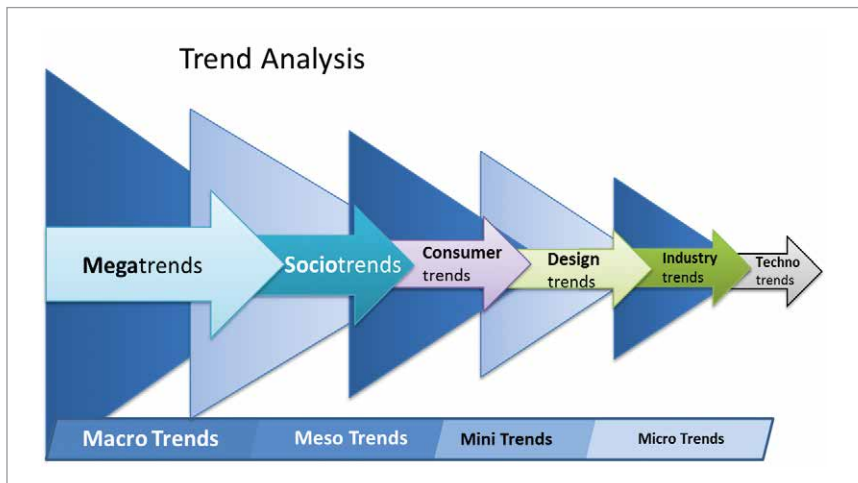 Trend Analysis
Megatrends
Sociotrends
Consumer
trends
Design
trends
Industry
trends
Techno
trends
Macro Trends
Meso Trends
Mini Trends
Micro Trends